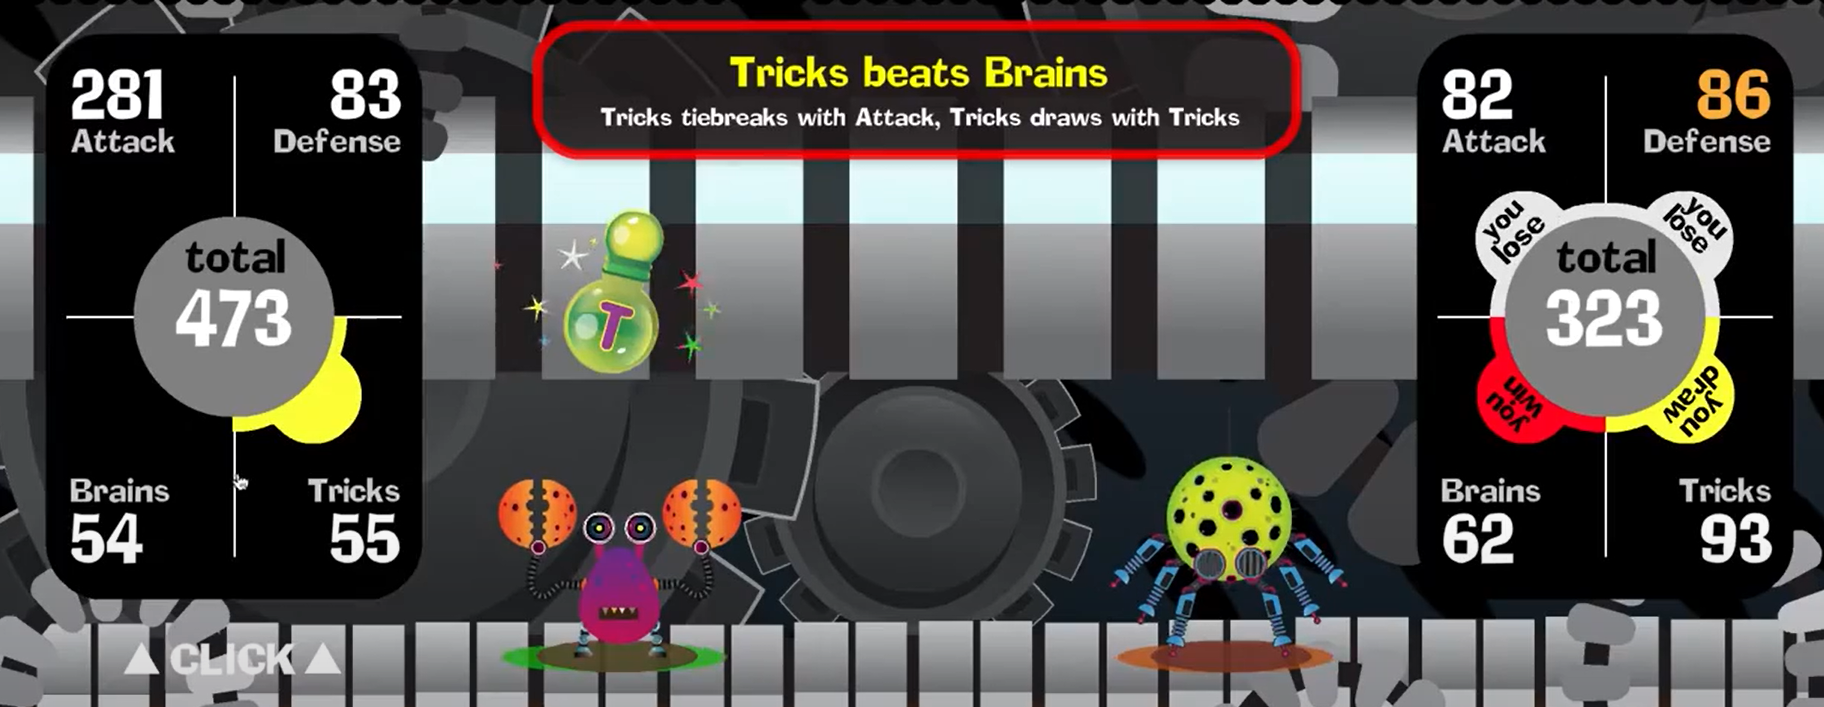 Tricks beats Brains
Tricks tiebreaks with Attack, Tricks draws with Tricks
281
Attack
83
Defense
total
473
Brains
54
Tricks
55
▲ CLICK ▲
T
82
Attack
86
Defense
you
lose
you
lose
total
323
you
win
you
draw
Brains
62
Tricks
93